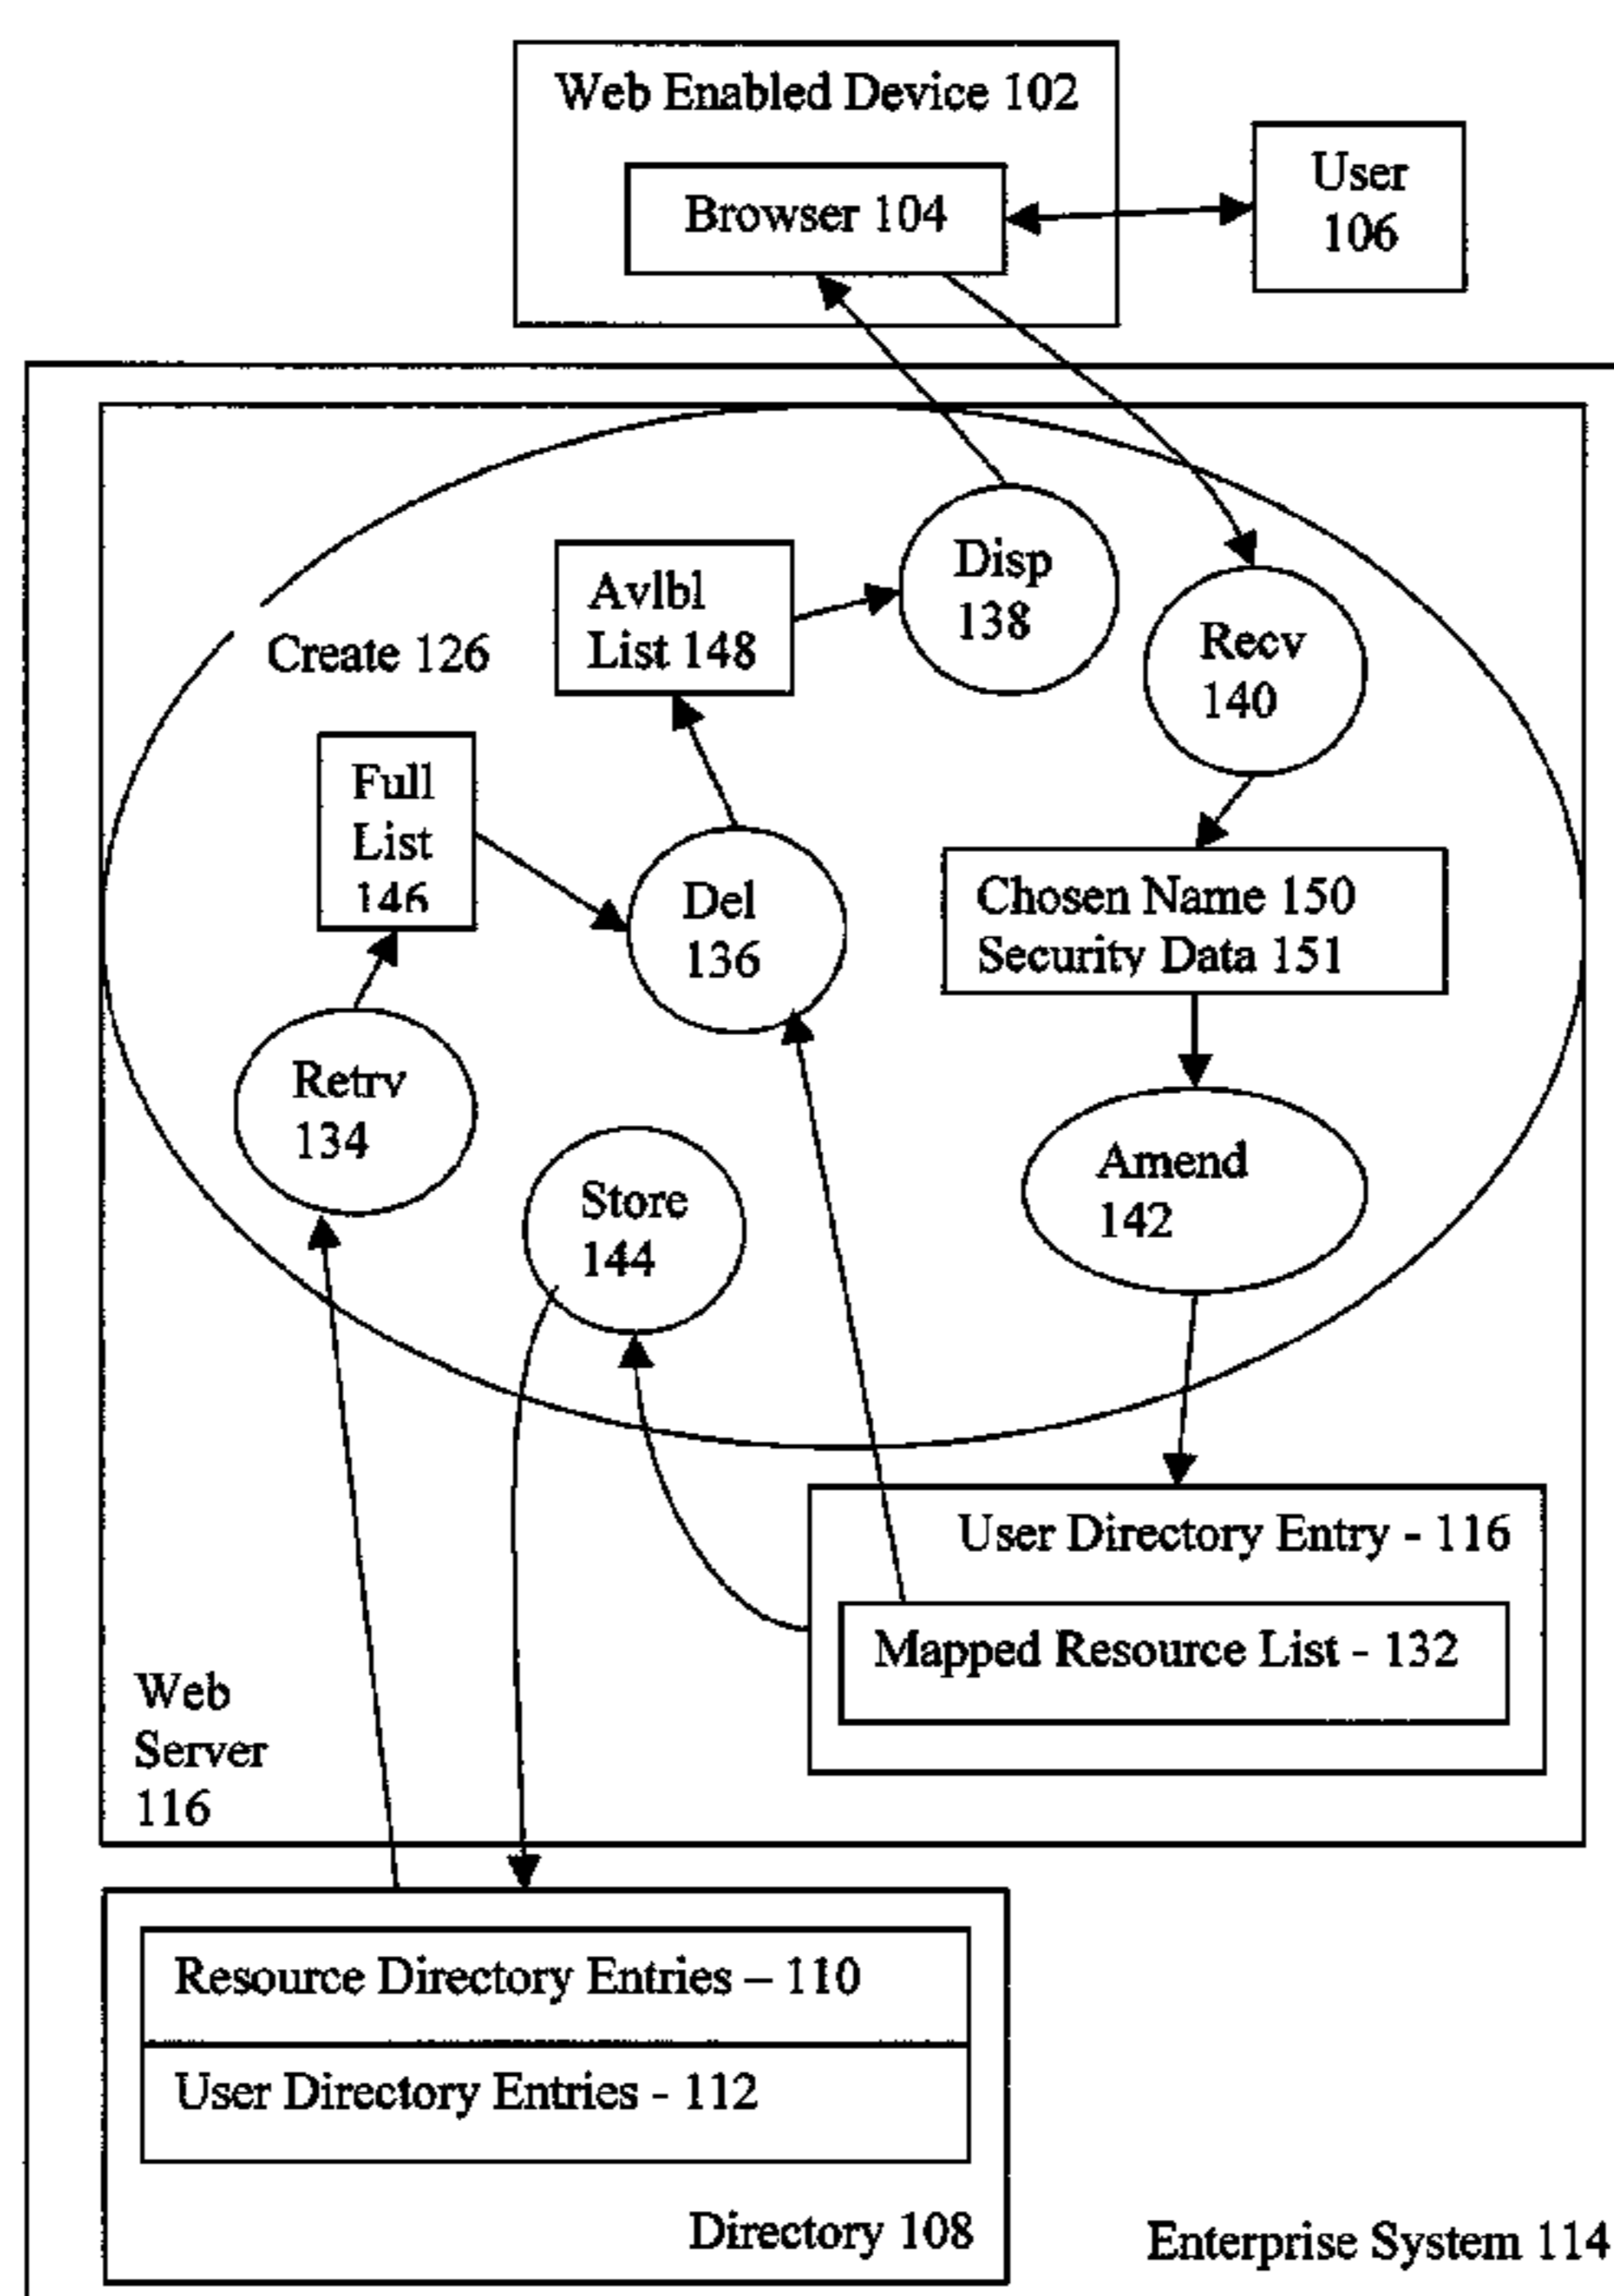 Web Enabled Device 102
Browser 104
User
106
Disp
138
Avlbl
List 148
Recv
140
Create 126
Full
List
146
Del
136
Chosen Name 150
Security Data 151
Retrv
134
Store
144
Amend
142
User Directory Entry - 116
Mapped Resource List - 132
Web
Server
116
Resource Directory Entries – 110
User Directory Entries - 112
Directory 108
Enterprise System 114